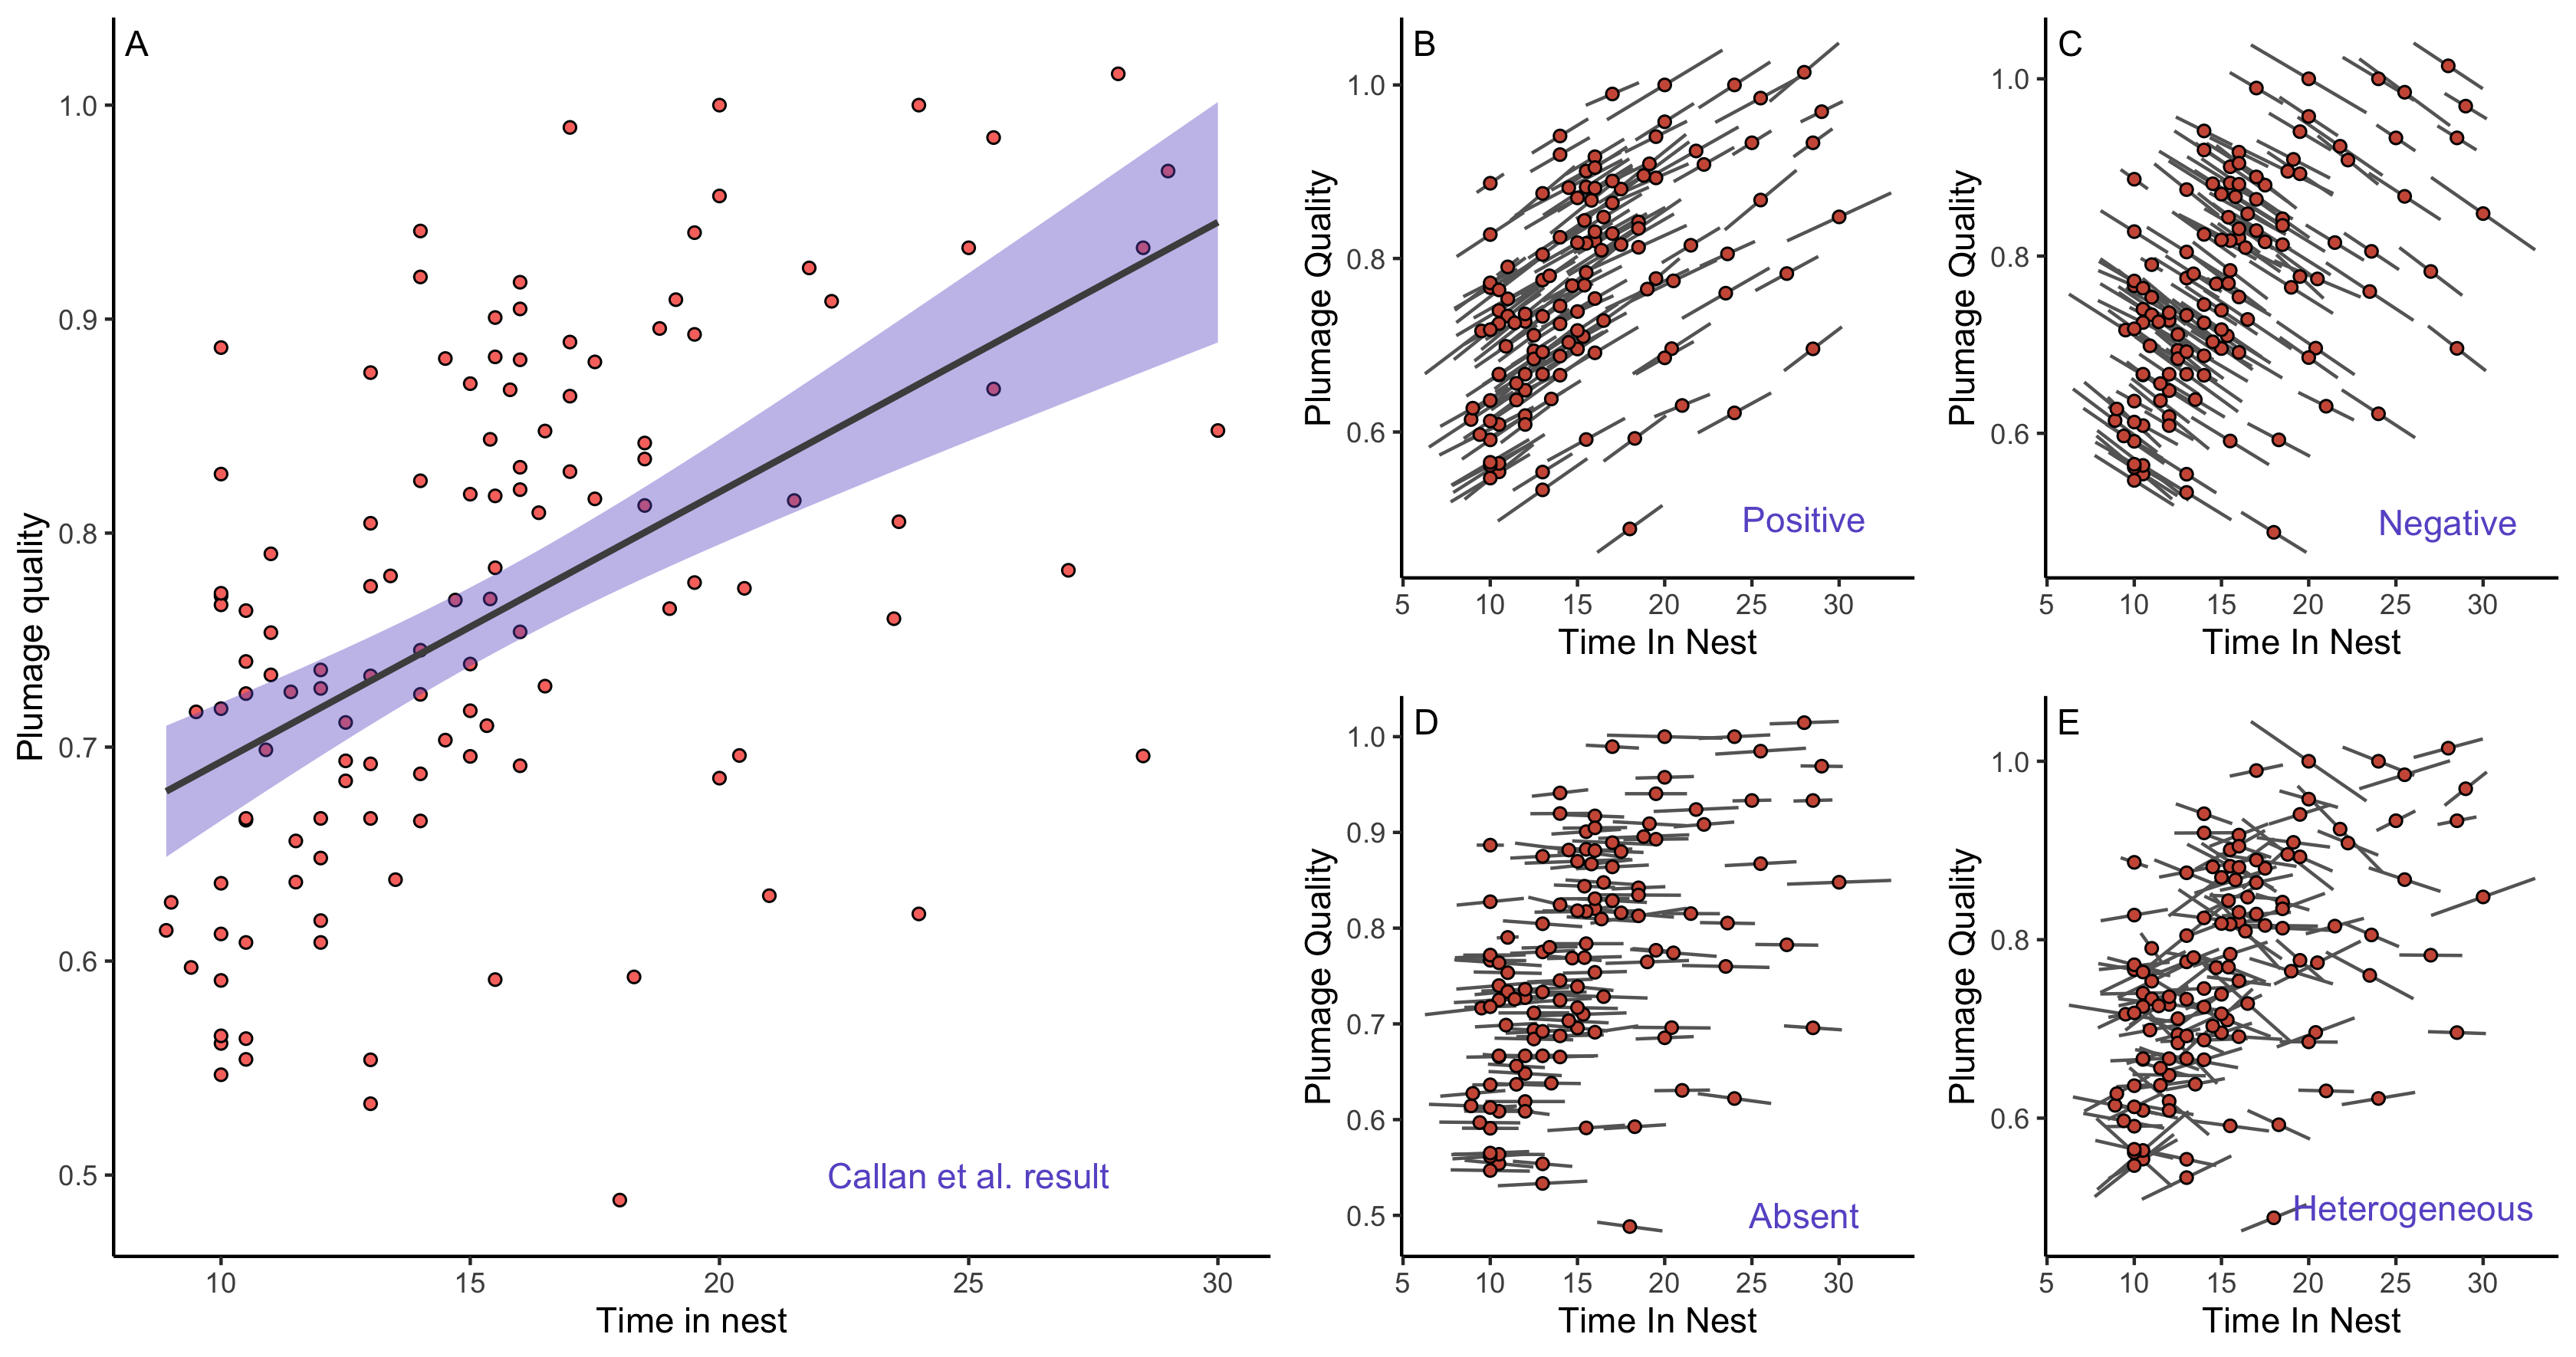 A
Plumage quality
1.0
0.9
0.8
0.7
0.6
0.5
Callan et al. result
10 15 20 25 30
Time in nest
B
Plumage Quality
1.0
0.8
0.6
Positive
5 10 15 20 25 30
Time In Nest
C
Plumage Quality
1.0
0.8
0.6
Negative
5 10 15 20 25 30
Time In Nest
D
Plumage Quality
1.0
0.9
0.8
0.7
0.6
0.5
Absent
5 10 15 20 25 30
Time In Nest
E
Plumage Quality
1.0
0.8
0.6
Heterogeneous
5 10 15 20 25 30
Time In Nest